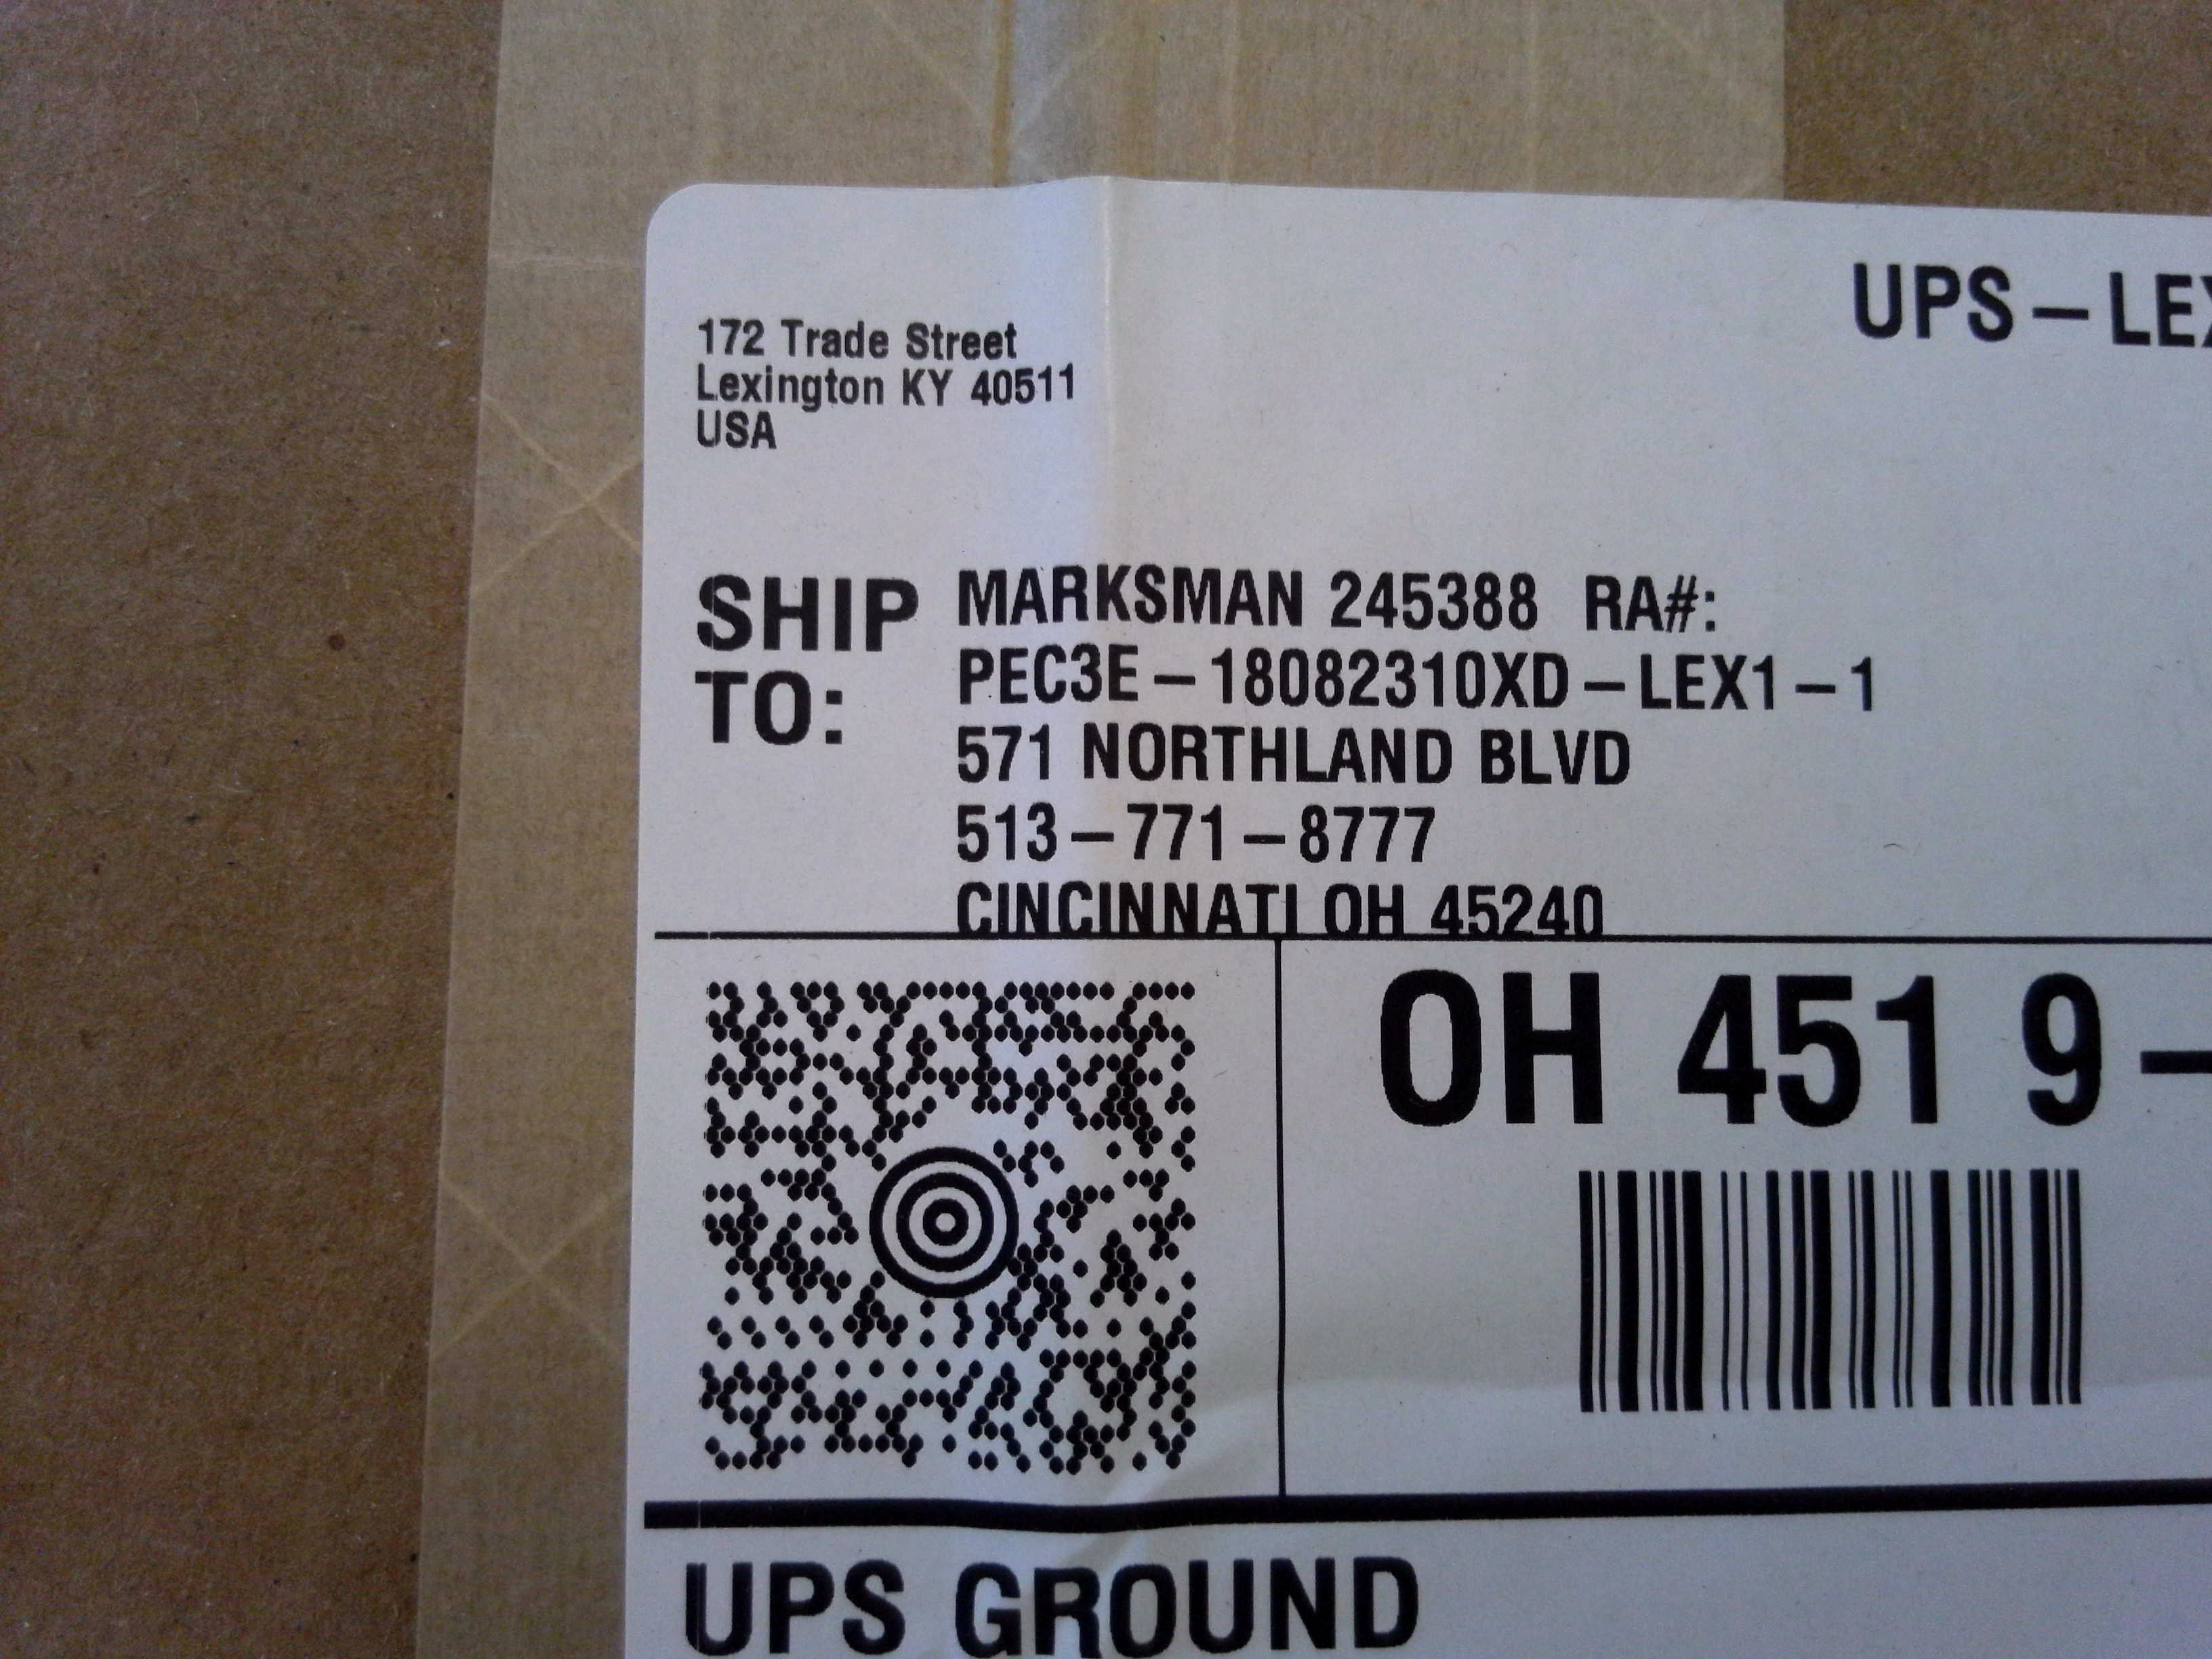 172 Trade Street
Lexington KY 40511
USA
UPS – LEX
SHIP TO:
MARKSMAN 245388 RA#:
PEC3E – 18082310XD – LEX1 – 1
571 NORTHLAND BLVD
513 – 771 – 8777
CINCINNATI OH 45240
OH 451 9 –
UPS GROUND